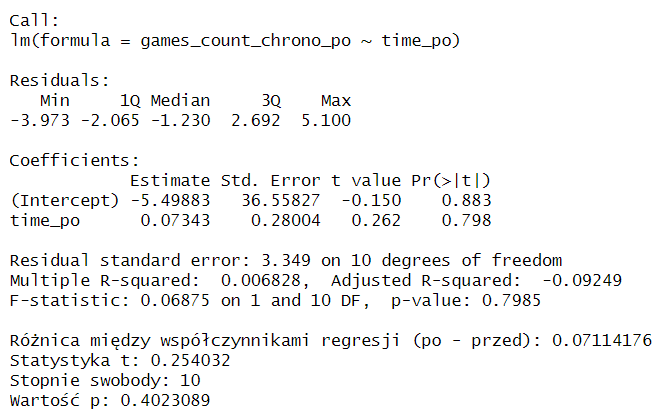 Call:
lm(formula = games_count_chrono_po ~ time_po)
Residuals:
Min 1Q Median 3Q Max
-3.973 -2.065 -1.230 2.692 5.100
Coefficients:
Estimate Std. Error t value Pr(>|t|)
(Intercept) -5.49883 36.55827 -0.150 0.883
time_po 0.07343 0.28004 0.262 0.798
Residual standard error: 3.349 on 10 degrees of freedom
Multiple R-squared: 0.006828, Adjusted R-squared: -0.09249
F-statistic: 0.06875 on 1 and 10 DF, p-value: 0.7985
Różnica między współczynnikami regresji (po - przed): 0.07114176
Statystyka t: 0.254032
Stopnie swobody: 10
Wartość p: 0.4023089